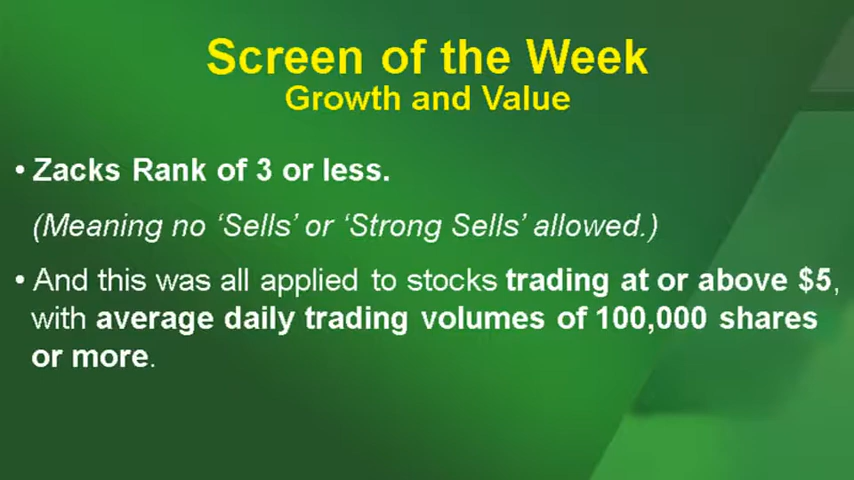 Screen of the Week
Growth and Value
• Zacks Rank of 3 or less.
(Meaning no ‘Sells’ or ‘Strong Sells’ allowed.)
• And this was all applied to stocks trading at or above $5,
with average daily trading volumes of 100,000 shares
or more.